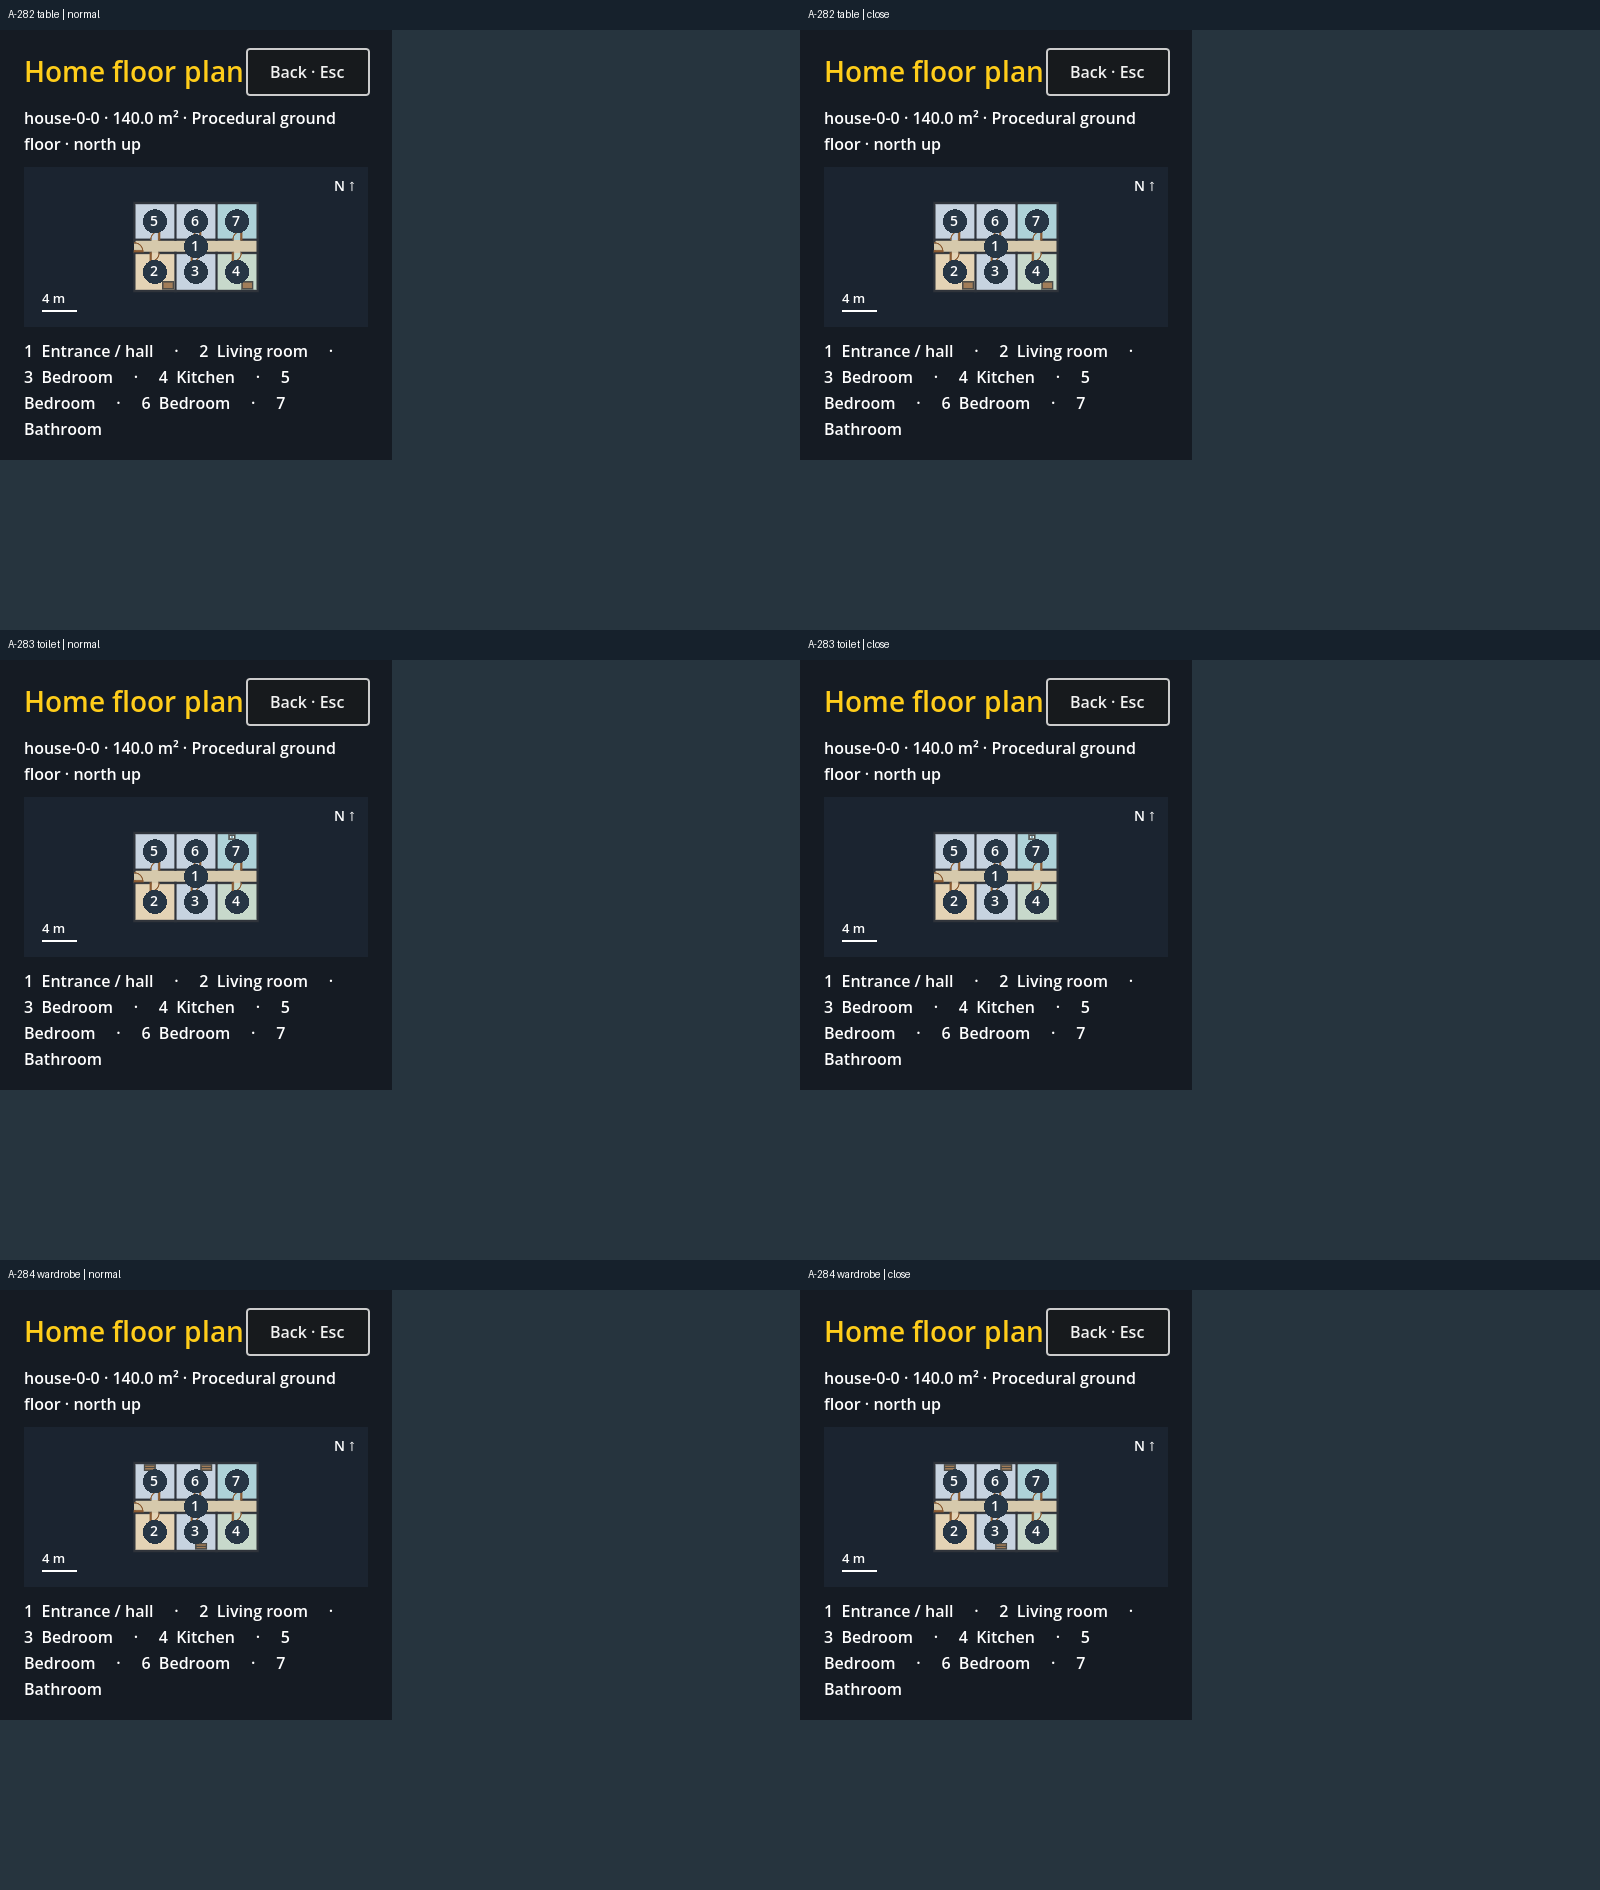 A-282 table | normal
Home floor plan
Back · Esc
house-0-0 · 140.0 m² · Procedural ground
floor · north up
N ↑
5 6 7
1
2 3 4
4 m
1 Entrance / hall · 2 Living room ·
3 Bedroom · 4 Kitchen · 5
Bedroom · 6 Bedroom · 7
Bathroom
A-282 table | close
Home floor plan
Back · Esc
house-0-0 · 140.0 m² · Procedural ground
floor · north up
N ↑
5 6 7
1
2 3 4
4 m
1 Entrance / hall · 2 Living room ·
3 Bedroom · 4 Kitchen · 5
Bedroom · 6 Bedroom · 7
Bathroom
A-283 toilet | normal
Home floor plan
Back · Esc
house-0-0 · 140.0 m² · Procedural ground
floor · north up
N ↑
5 6 7
1
2 3 4
4 m
1 Entrance / hall · 2 Living room ·
3 Bedroom · 4 Kitchen · 5
Bedroom · 6 Bedroom · 7
Bathroom
A-283 toilet | close
Home floor plan
Back · Esc
house-0-0 · 140.0 m² · Procedural ground
floor · north up
N ↑
5 6 7
1
2 3 4
4 m
1 Entrance / hall · 2 Living room ·
3 Bedroom · 4 Kitchen · 5
Bedroom · 6 Bedroom · 7
Bathroom
A-284 wardrobe | normal
Home floor plan
Back · Esc
house-0-0 · 140.0 m² · Procedural ground
floor · north up
N ↑
5 6 7
1
2 3 4
4 m
1 Entrance / hall · 2 Living room ·
3 Bedroom · 4 Kitchen · 5
Bedroom · 6 Bedroom · 7
Bathroom
A-284 wardrobe | close
Home floor plan
Back · Esc
house-0-0 · 140.0 m² · Procedural ground
floor · north up
N ↑
5 6 7
1
2 3 4
4 m
1 Entrance / hall · 2 Living room ·
3 Bedroom · 4 Kitchen · 5
Bedroom · 6 Bedroom · 7
Bathroom